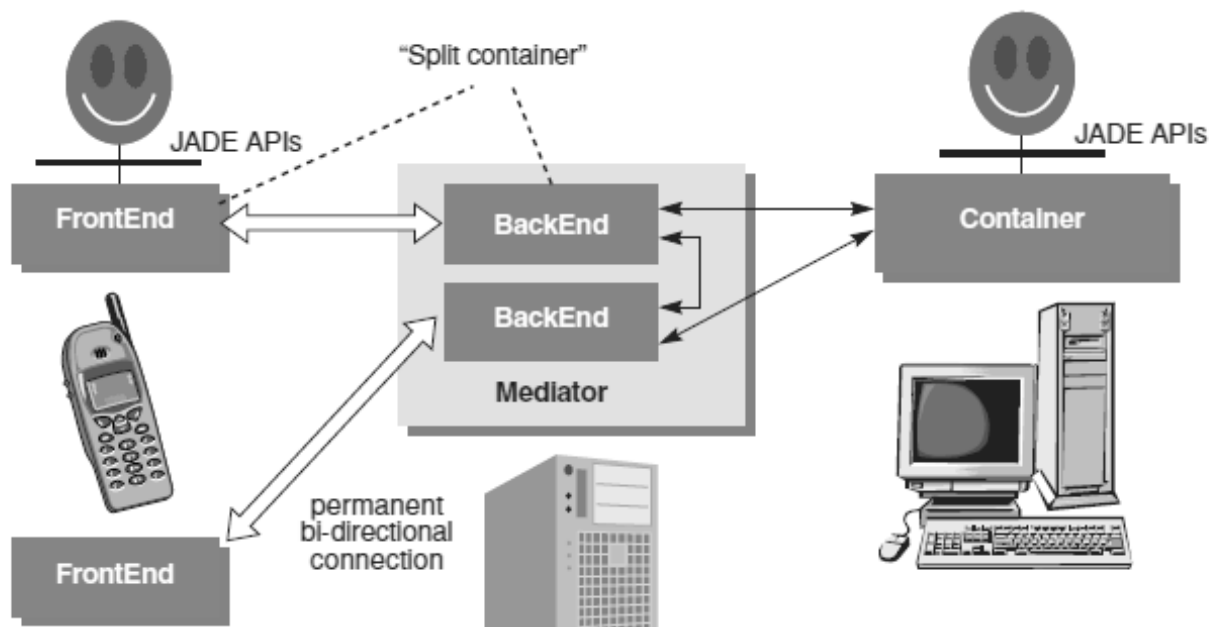 “Split container”
JADE APIs
JADE APIs
FrontEnd
BackEnd
Container
BackEnd
Mediator
permanent
bi-directional
connection
FrontEnd